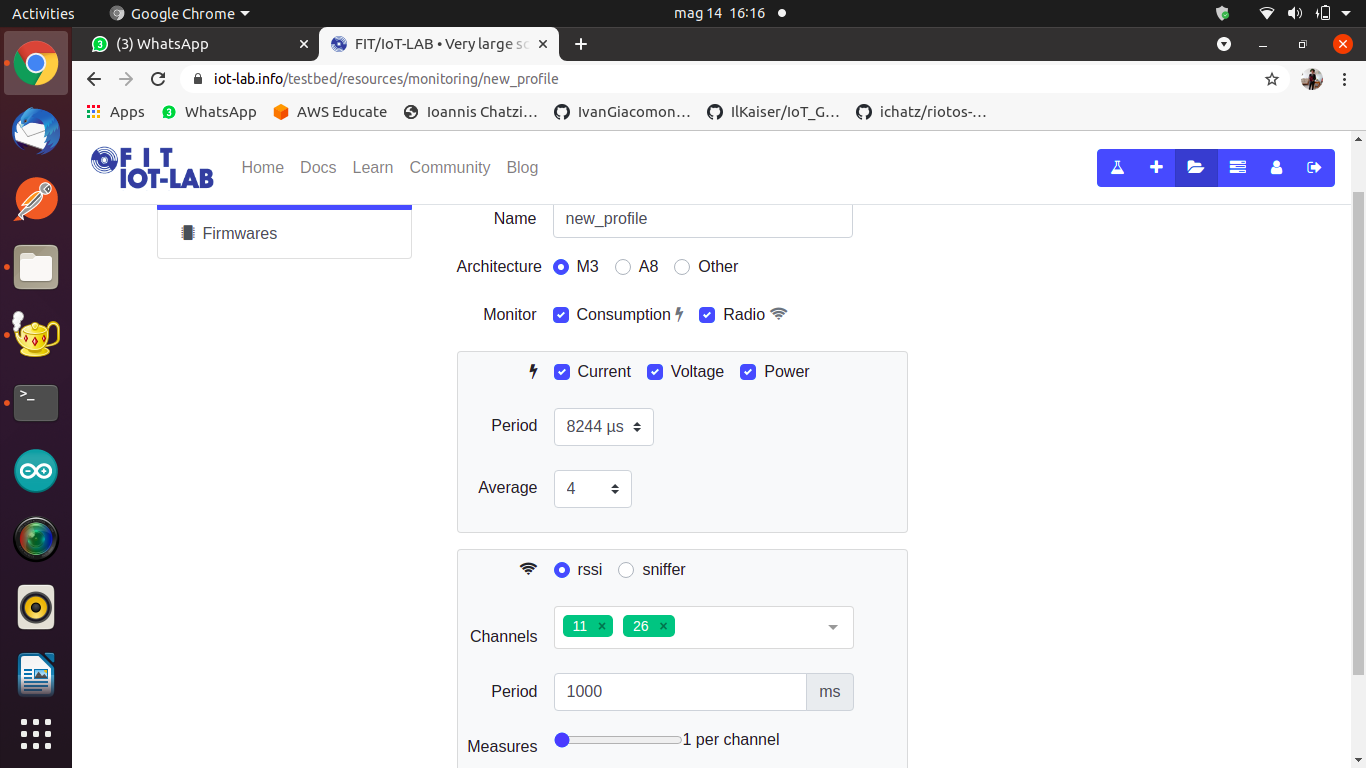 Activities Google Chrome mag 14 16:16
(3) WhatsApp FIT/IoT-LAB • Very large sc
iot-lab.info/testbed/resources/monitoring/new_profile
Apps WhatsApp AWS Educate Ioannis Chatzi... IvanGiacomon... IlKaiser/IoT_G... ichatz/riotos-...
FIT
IOT-LAB
Home Docs Learn Community Blog
Firmwares
Name new_profile
Architecture M3 A8 Other
Monitor Consumption Radio
Current Voltage Power
Period 8244 µs
Average 4
rssi sniffer
Channels 11 × 26 ×
Period 1000 ms
Measures 1 per channel